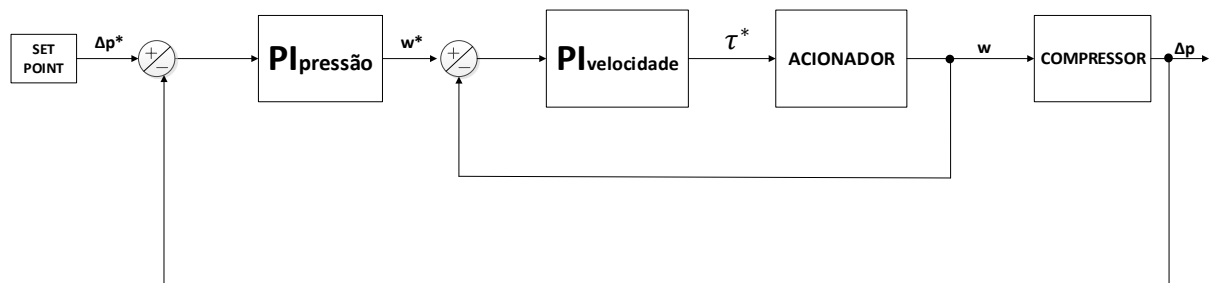 SET
POINT
Δp*
PIpressão
w*
PIvelocidade
τ*
ACIONADOR
w
COMPRESSOR
Δp